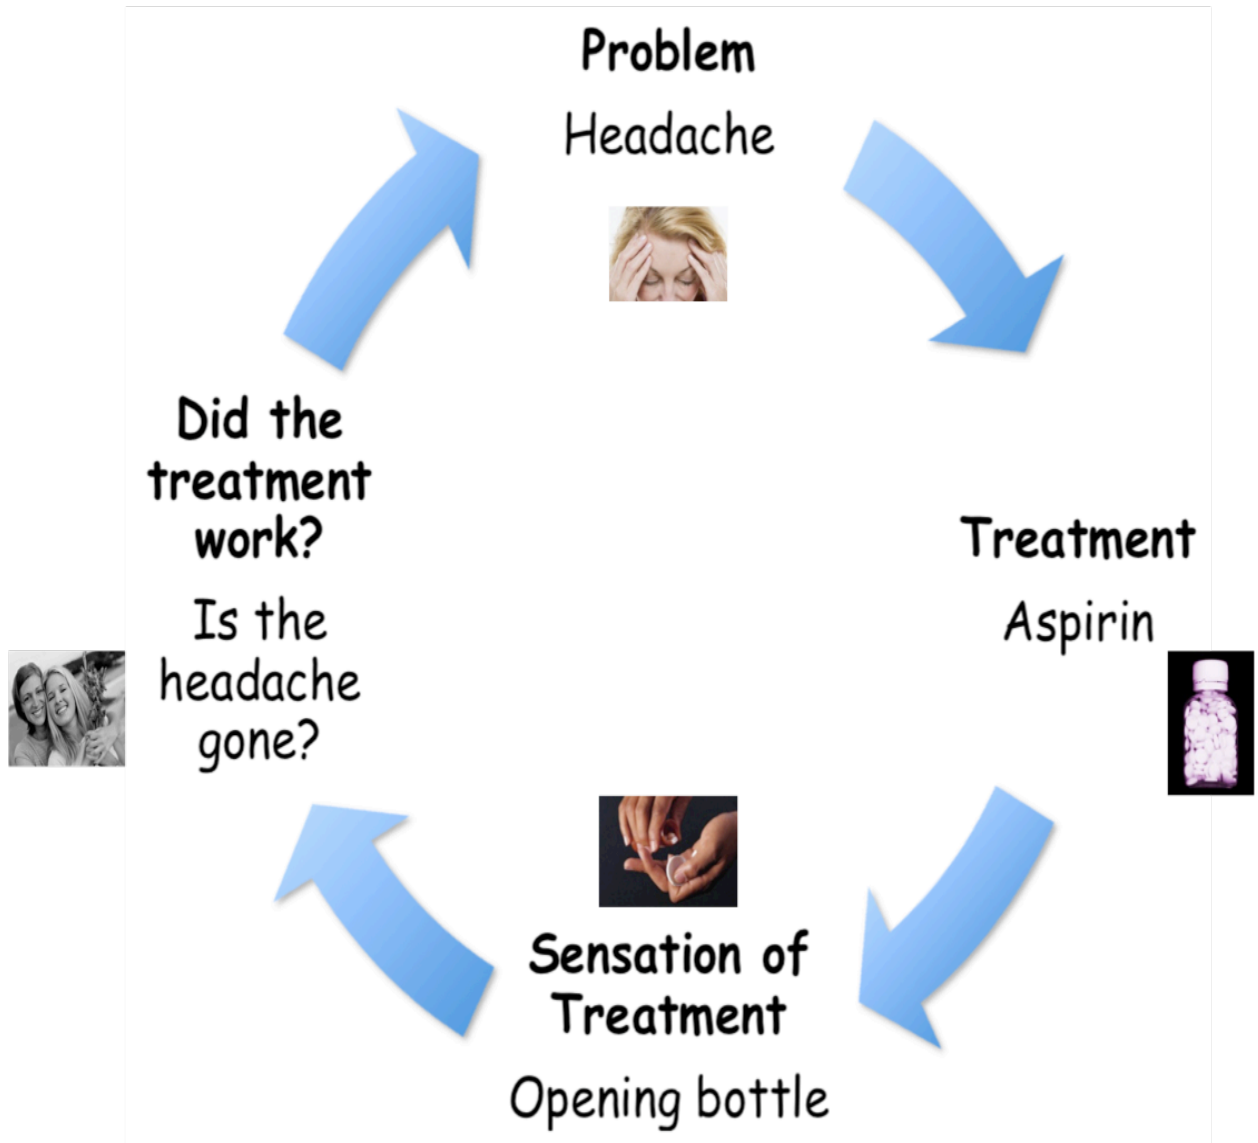 Problem
Headache
Treatment
Aspirin
Sensation of
Treatment
Opening bottle
Did the
treatment
work?
Is the
headache
gone?